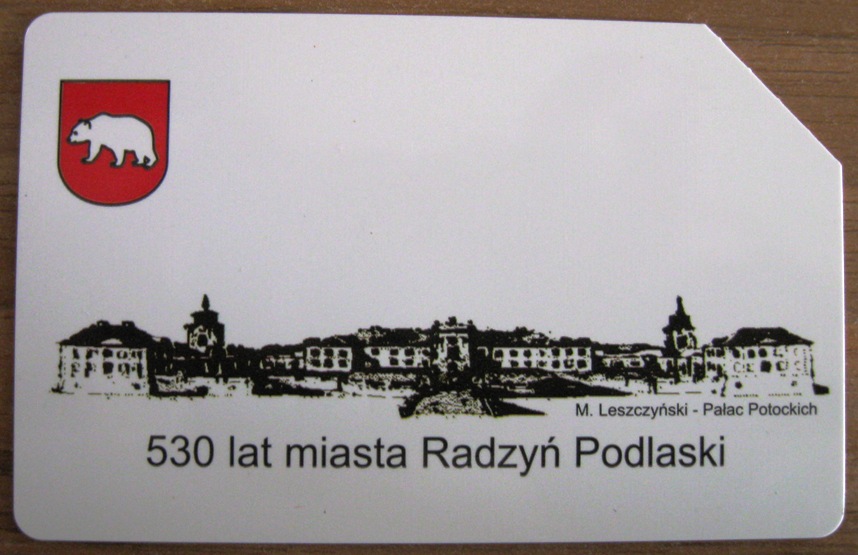 M. Leszczyński - Pałac Potockich
530 lat miasta Radzyń Podlaski